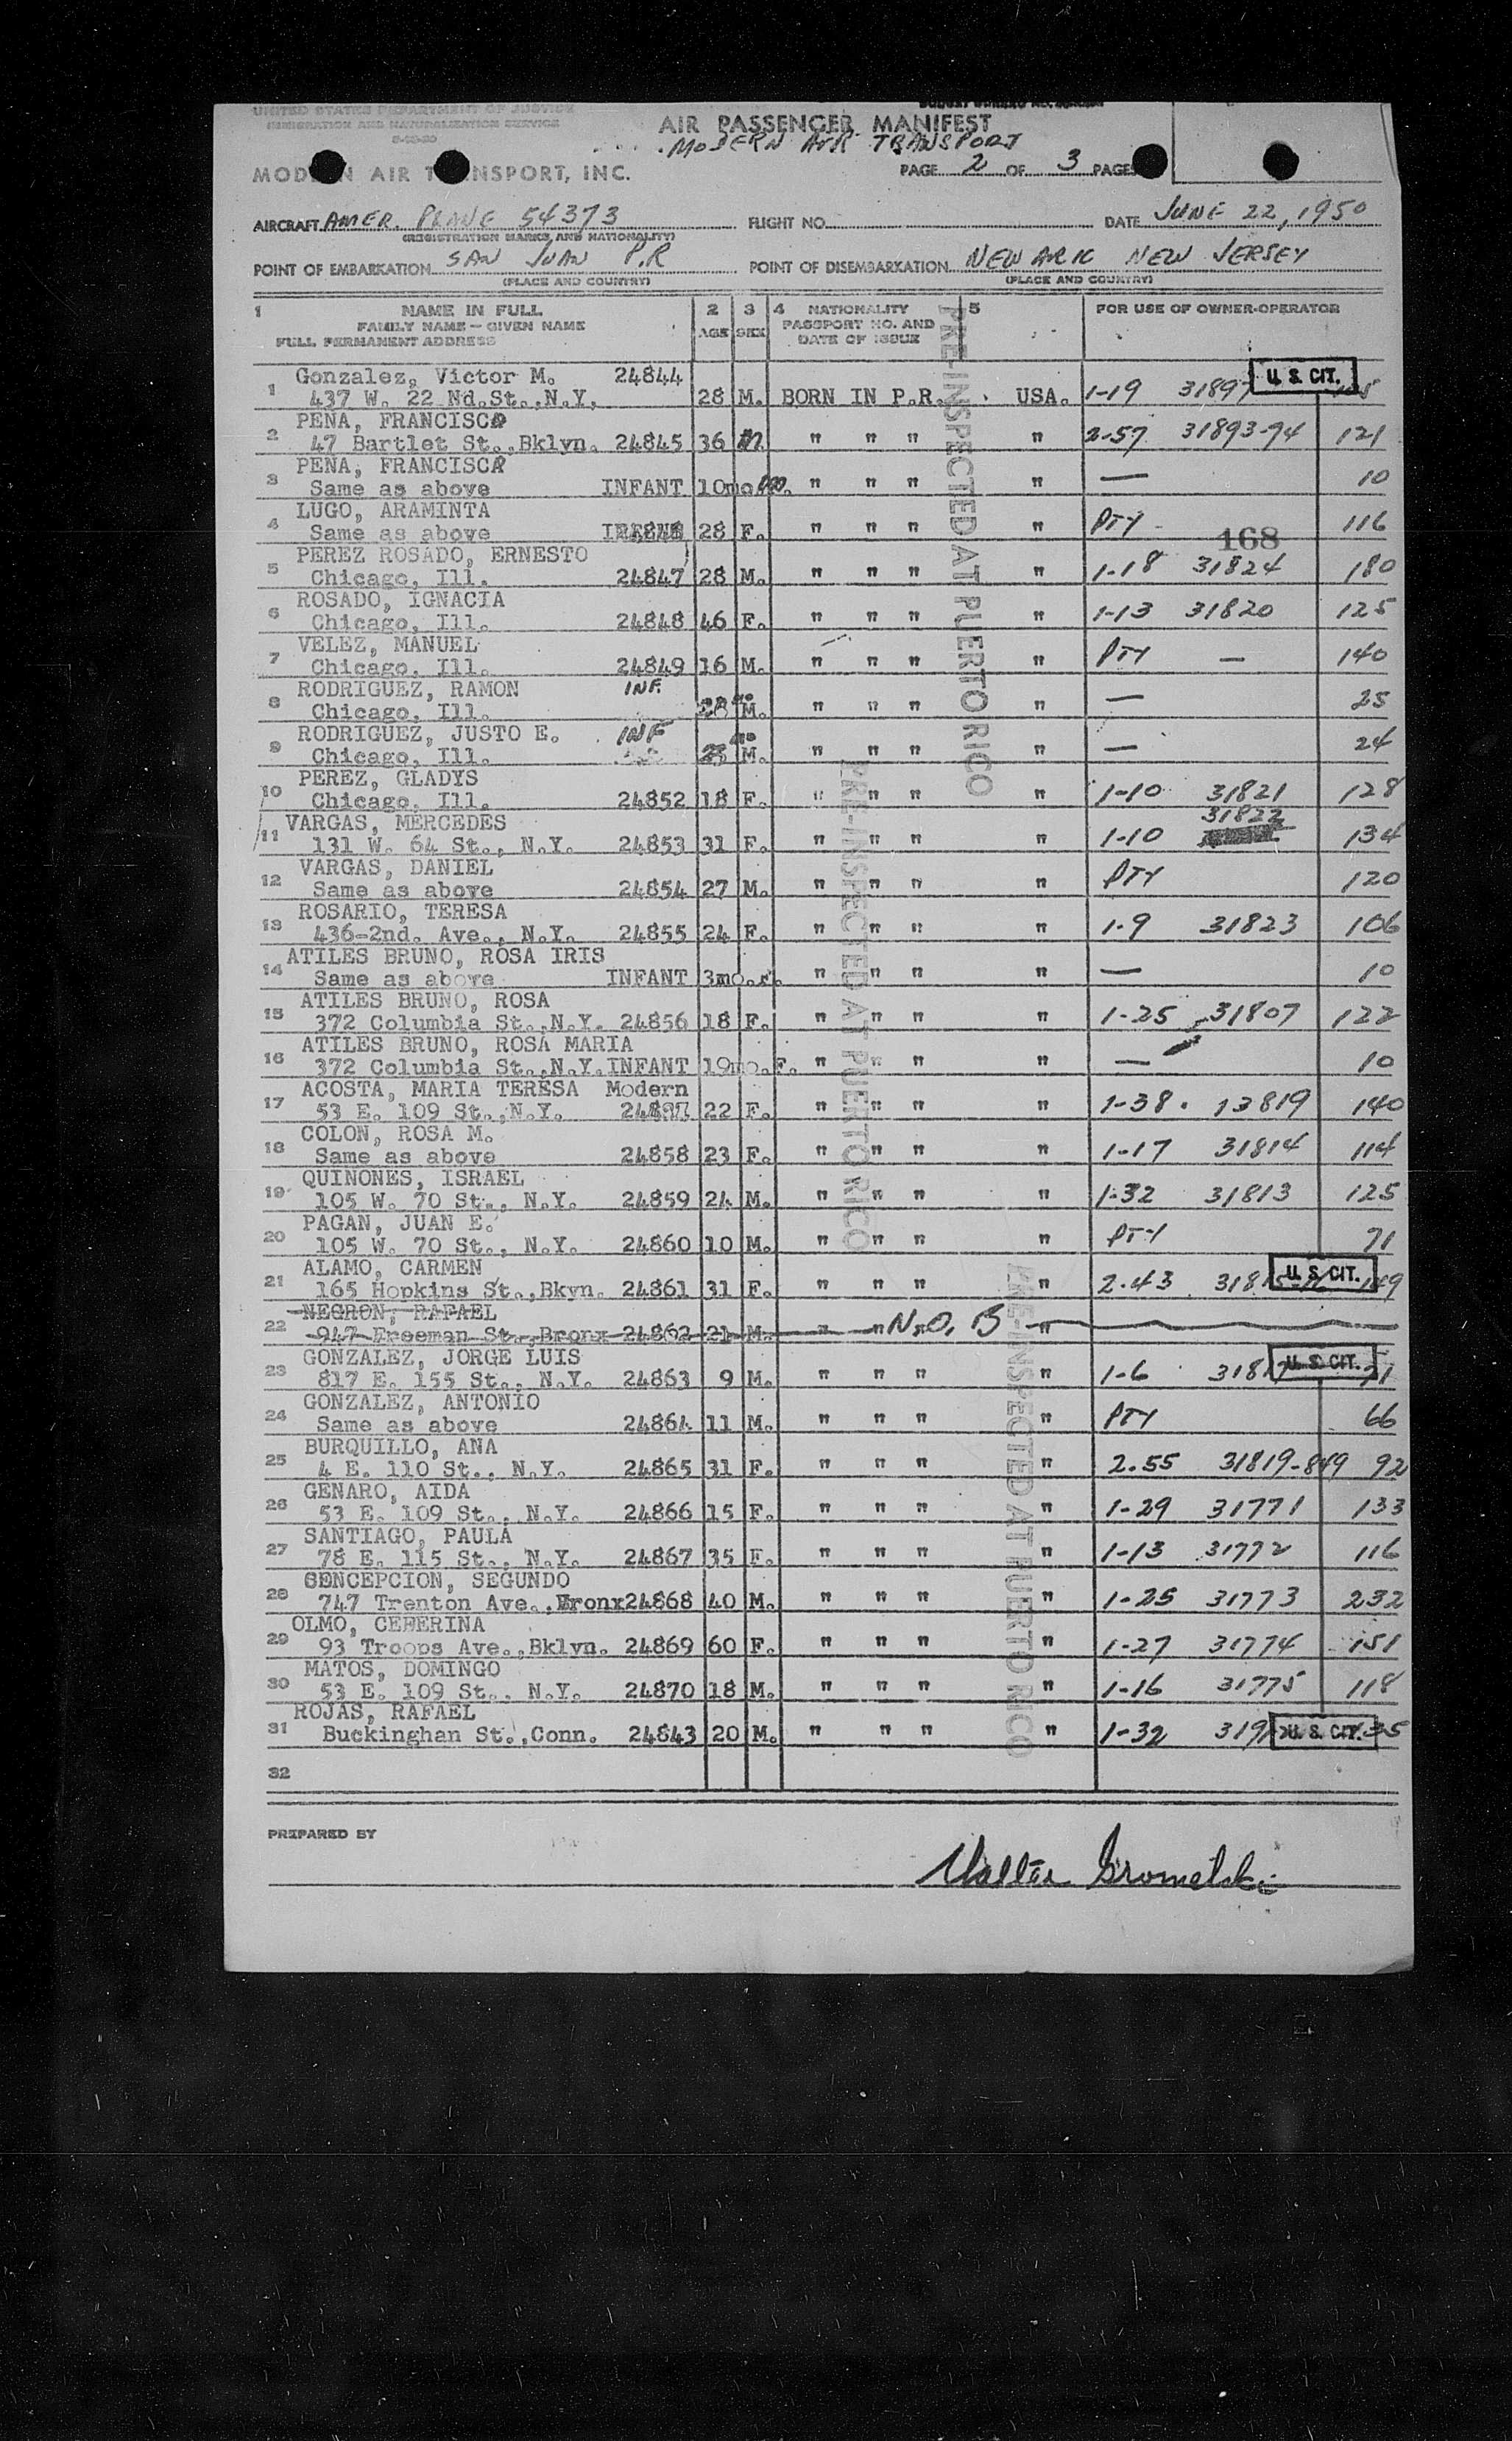 UNITED STATES DEPARTMENT OF JUSTICE
IMMIGRATION AND NATURALIZATION SERVICE
AIR PASSENGER MANIFEST
MODERN AIR TRANSPORT
MODERN AIR TRANSPORT, INC.
PAGE 2 OF 3 PAGES
AIRCRAFT AMER. PLANE 54373 FLIGHT NO. DATE JUNE 22, 1950
(REGISTRATION MARKS AND NATIONALITY)
POINT OF EMBARKATION SAN JUAN P.R POINT OF DISEMBARKATION NEWARK NEW JERSEY
(PLACE AND COUNTRY) (PLACE AND COUNTRY)
1 NAME IN FULL 2 3 4 NATIONALITY 5 FOR USE OF OWNER-OPERATOR
FAMILY NAME — GIVEN NAME AGE SEX PASSPORT NO. AND
FULL PERMANENT ADDRESS DATE OF ISSUE
Gonzalez, Victor M. 24844 U. S. CIT.
1 437 W. 22 Nd.St.,N.Y. 28 M. BORN IN P.R. USA. 1-19
PENA, FRANCISCO
2 47 Bartlet St.,Bklyn. 24845 36 M. " " " " 2-57 31893-94 121
PENA, FRANCISCA
3 Same as above INFANT 10mo. " " " " — 10
LUGO, ARAMINTA
4 Same as above 28 F. " " " " PTY 116
168
PEREZ ROSADO, ERNESTO
5 Chicago, Ill. 24847 28 M. " " " " 1-18 31824 180
ROSADO, IGNACIA
6 Chicago, Ill. 24848 46 F. " " " " 1-13 31820 125
VELEZ, MANUEL
7 Chicago, Ill. 24849 16 M. " " " " PTY — 140
RODRIGUEZ, RAMON INF.
8 Chicago, Ill. M. " " " " — 25
RODRIGUEZ, JUSTO E. INF
9 Chicago, Ill. M. " " " " — 24
PEREZ, GLADYS
10 Chicago, Ill. 24852 18 F. " " " " 1-10 31821 128
VARGAS, MERCEDES 31822
11 131 W. 64 St., N.Y. 24853 31 F. " " " " 1-10 134
VARGAS, DANIEL
12 Same as above 24854 27 M. " " " " PTY 120
ROSARIO, TERESA
13 436-2nd. Ave., N.Y. 24855 24 F. " " " " 1-9 31823 106
ATILES BRUNO, ROSA IRIS
14 Same as above INFANT 3mo.F. " " " " — 10
ATILES BRUNO, ROSA
15 372 Columbia St.,N.Y. 24856 18 F. " " " " 1-25 31807 122
ATILES BRUNO, ROSA MARIA
16 372 Columbia St.,N.Y.INFANT 19mo.F. " " " " — 10
ACOSTA, MARIA TERESA Modern
17 53 E. 109 St.,N.Y. 22 F. " " " " 1-38. 13819 140
COLON, ROSA M.
18 Same as above 24858 23 F. " " " " 1-17 31814 114
QUINONES, ISRAEL
19 105 W. 70 St., N.Y. 24859 24 M. " " " " 1-32 31813 125
PAGAN, JUAN E.
20 105 W. 70 St., N.Y. 24860 10 M. " " " " PTY 71
ALAMO, CARMEN U. S. CIT.
21 165 Hopkins St.,Bkyn. 24861 31 F. " " " " 2-43
NEGRON, RAFAEL
22 947 Freeman St.,Bronx 24862 21 M. " " N.O.B "
GONZALEZ, JORGE LUIS U. S. CIT.
23 817 E. 155 St., N.Y. 24863 9 M. " " " " 1-6
GONZALEZ, ANTONIO
24 Same as above 24864 11 M. " " " " PTY 66
BURQUILLO, ANA
25 4 E. 110 St., N.Y. 24865 31 F. " " " " 2.55 31819-849 92
GENARO, AIDA
26 53 E. 109 St., N.Y. 24866 15 F. " " " " 1-29 31771 133
SANTIAGO, PAULA
27 78 E. 115 St., N.Y. 24867 35 F. " " " " 1-13 31772 116
CONCEPCION, SEGUNDO
28 747 Trenton Ave.,Bronx24868 40 M. " " " " 1-25 31773 232
OLMO, CEFERINA
29 93 Troops Ave.,Bklyn. 24869 60 F. " " " " 1-27 31774 151
MATOS, DOMINGO
30 53 E. 109 St., N.Y. 24870 18 M. " " " " 1-16 31775 118
ROJAS, RAFAEL
31 Buckinghan St.,Conn. 24843 20 M. " " " " 1-32 U. S. CIT. 35
32
PRE-INSPECTED AT PUERTO RICO
PRE-INSPECTED AT PUERTO RICO
PRE-INSPECTED AT PUERTO RICO
PREPARED BY
Walter Gromelski